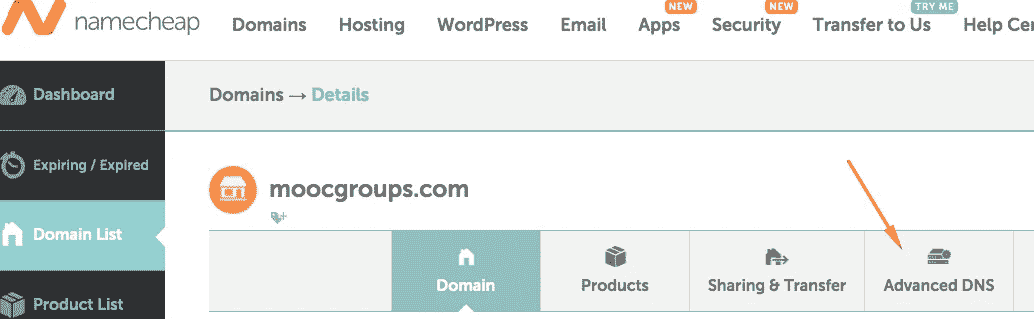 namecheap
Domains Hosting WordPress Email Apps NEW Security NEW Transfer to Us TRY ME Help Cen
Dashboard
Domains → Details
Expiring / Expired
moocgroups.com
Domain List
Domain Products Sharing & Transfer Advanced DNS
Product List